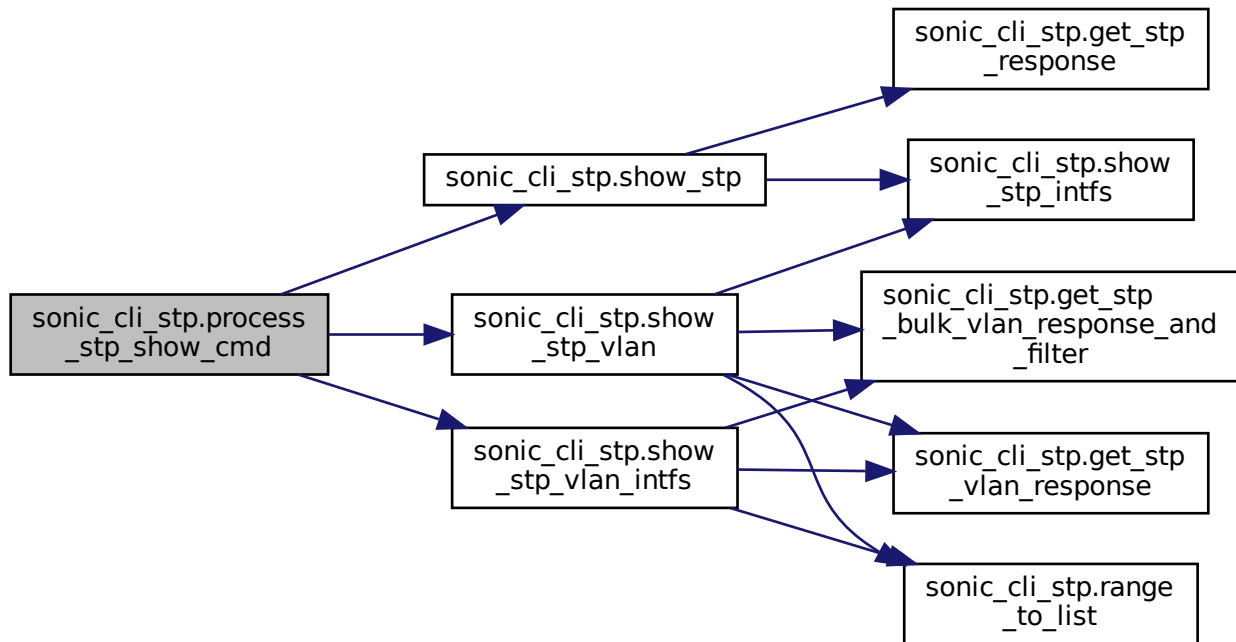 sonic_cli_stp.process
_stp_show_cmd
sonic_cli_stp.show_stp
sonic_cli_stp.show
_stp_vlan
sonic_cli_stp.show
_stp_vlan_intfs
sonic_cli_stp.get_stp
_response
sonic_cli_stp.show
_stp_intfs
sonic_cli_stp.get_stp
_bulk_vlan_response_and
_filter
sonic_cli_stp.get_stp
_vlan_response
sonic_cli_stp.range
_to_list